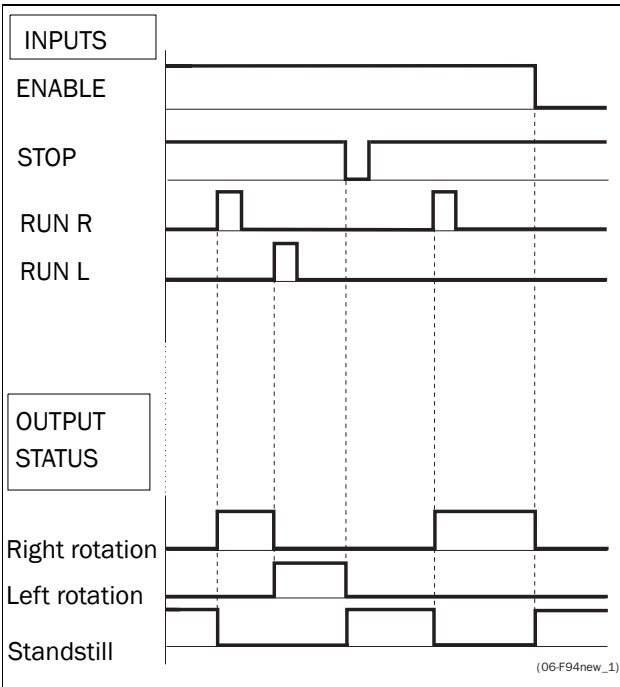 INPUTS
ENABLE
STOP
RUN R
RUN L
OUTPUT
STATUS
Right rotation
Left rotation
Standstill
(06-F94new_1)